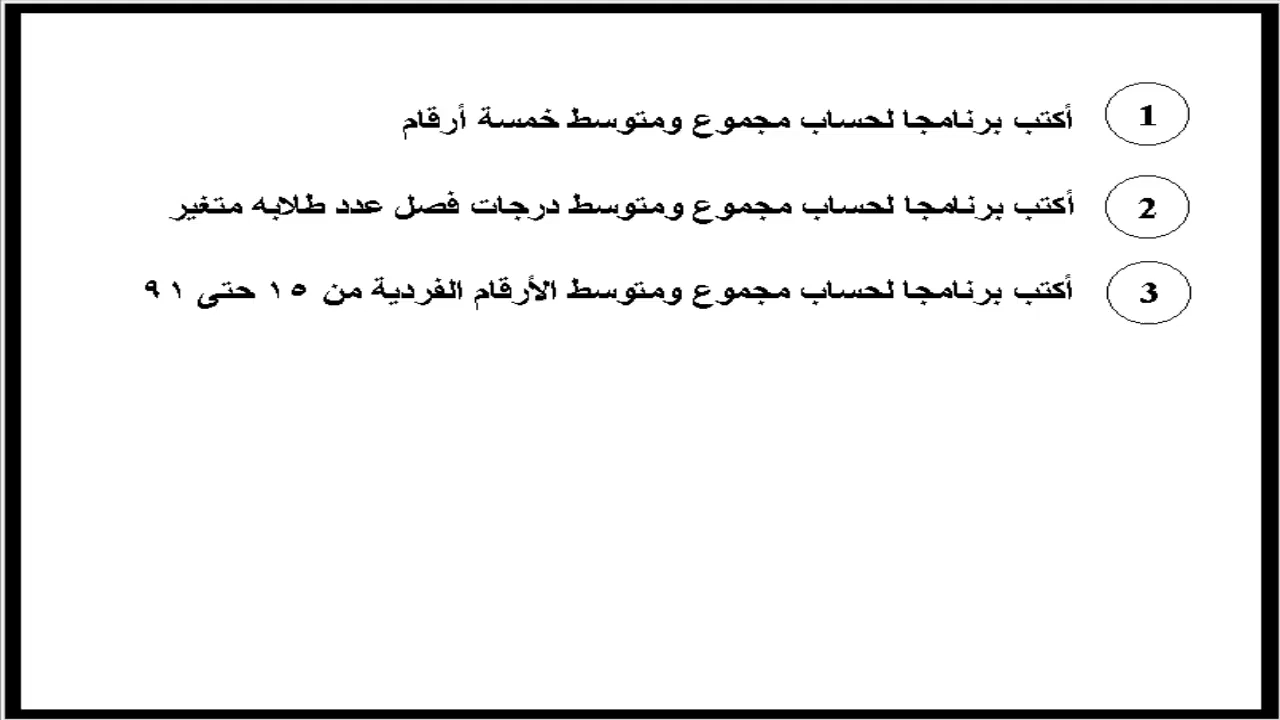 1 أكتب برنامجا لحساب مجموع ومتوسط خمسة أرقام
2 أكتب برنامجا لحساب مجموع ومتوسط درجات فصل عدد طلابه متغير
3 أكتب برنامجا لحساب مجموع ومتوسط الأرقام الفردية من ١٥ حتى ٩١